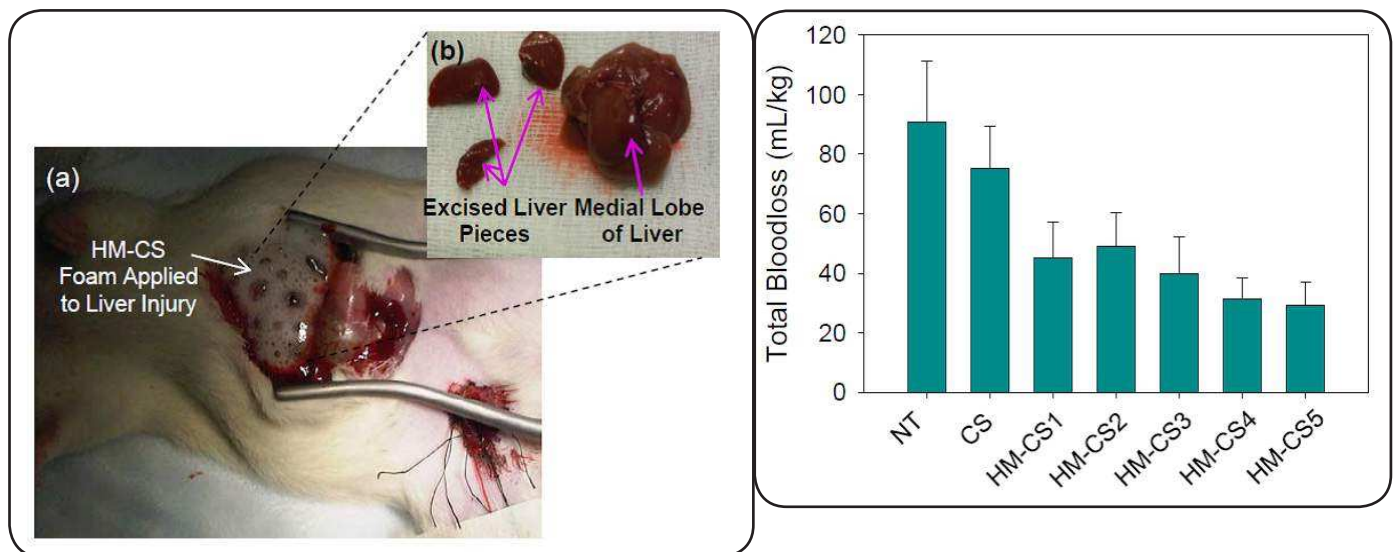 (a)
HM-CS
Foam Applied
to Liver Injury
(b)
Excised Liver
Pieces
Medial Lobe
of Liver
Total Bloodloss (mL/kg)
120
100
80
60
40
20
0
NT
CS
HM-CS1
HM-CS2
HM-CS3
HM-CS4
HM-CS5